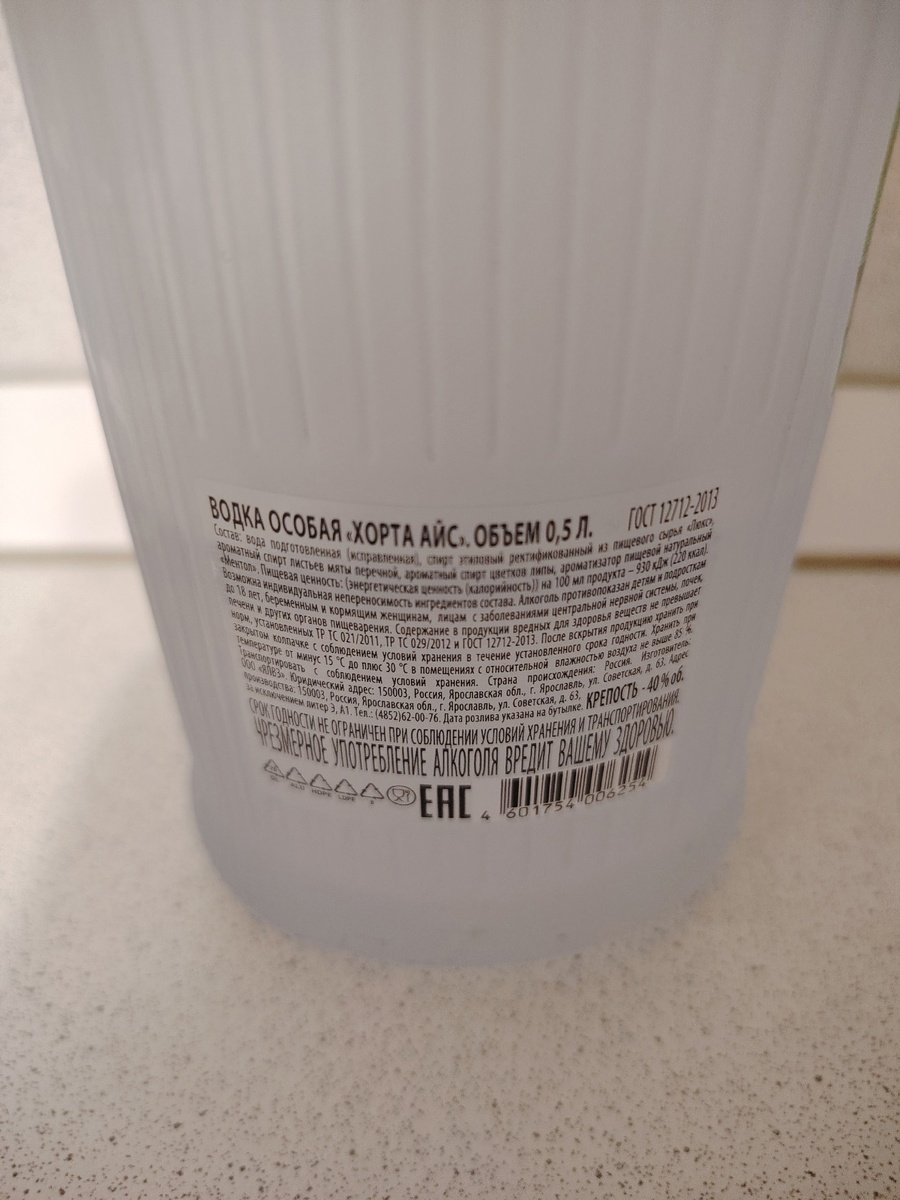 ВОДКА ОСОБАЯ «ХОРТА АЙС». ОБЪЕМ 0,5 Л. ГОСТ 12712-2013
Состав: вода подготовленная (исправленная), спирт этиловый ректификованный из пищевого сырья «Люкс»,
ароматный спирт листьев мяты перечной, ароматный спирт цветков липы, ароматизатор пищевой натуральный
«Ментол». Пищевая ценность: (энергетическая ценность (калорийность)) на 100 мл продукта – 930 кДж (220 ккал).
Возможна индивидуальная непереносимость ингредиентов состава. Алкоголь противопоказан детям и подросткам
до 18 лет, беременным и кормящим женщинам, лицам с заболеваниями центральной нервной системы, почек,
печени и других органов пищеварения. Содержание в продукции вредных для здоровья веществ не превышает
норм, установленных ТР ТС 021/2011, ТР ТС 029/2012 и ГОСТ 12712-2013. После вскрытия продукцию хранить при
закрытом колпачке с соблюдением условий хранения в течение установленного срока годности. Хранить при
температуре от минус 15 °С до плюс 30 °С в помещениях с относительной влажностью воздуха не выше 85 %.
Транспортировать с соблюдением условий хранения. Страна происхождения: Россия. Изготовитель:
ООО «ЯЛВЗ». Юридический адрес: 150003, Россия, Ярославская обл., г. Ярославль, ул. Советская, д. 63. Адрес
производства: 150003, Россия, Ярославская обл., г. Ярославль, ул. Советская, д. 63,
за исключением литер Э, А1. Тел.: (4852)62-00-76. Дата розлива указана на бутылке. КРЕПОСТЬ - 40 % об.
СРОК ГОДНОСТИ НЕ ОГРАНИЧЕН ПРИ СОБЛЮДЕНИИ УСЛОВИЙ ХРАНЕНИЯ И ТРАНСПОРТИРОВАНИЯ.
ЧРЕЗМЕРНОЕ УПОТРЕБЛЕНИЕ АЛКОГОЛЯ ВРЕДИТ ВАШЕМУ ЗДОРОВЬЮ.
ALU HDPE LDPE
EAC 4 601754 006254